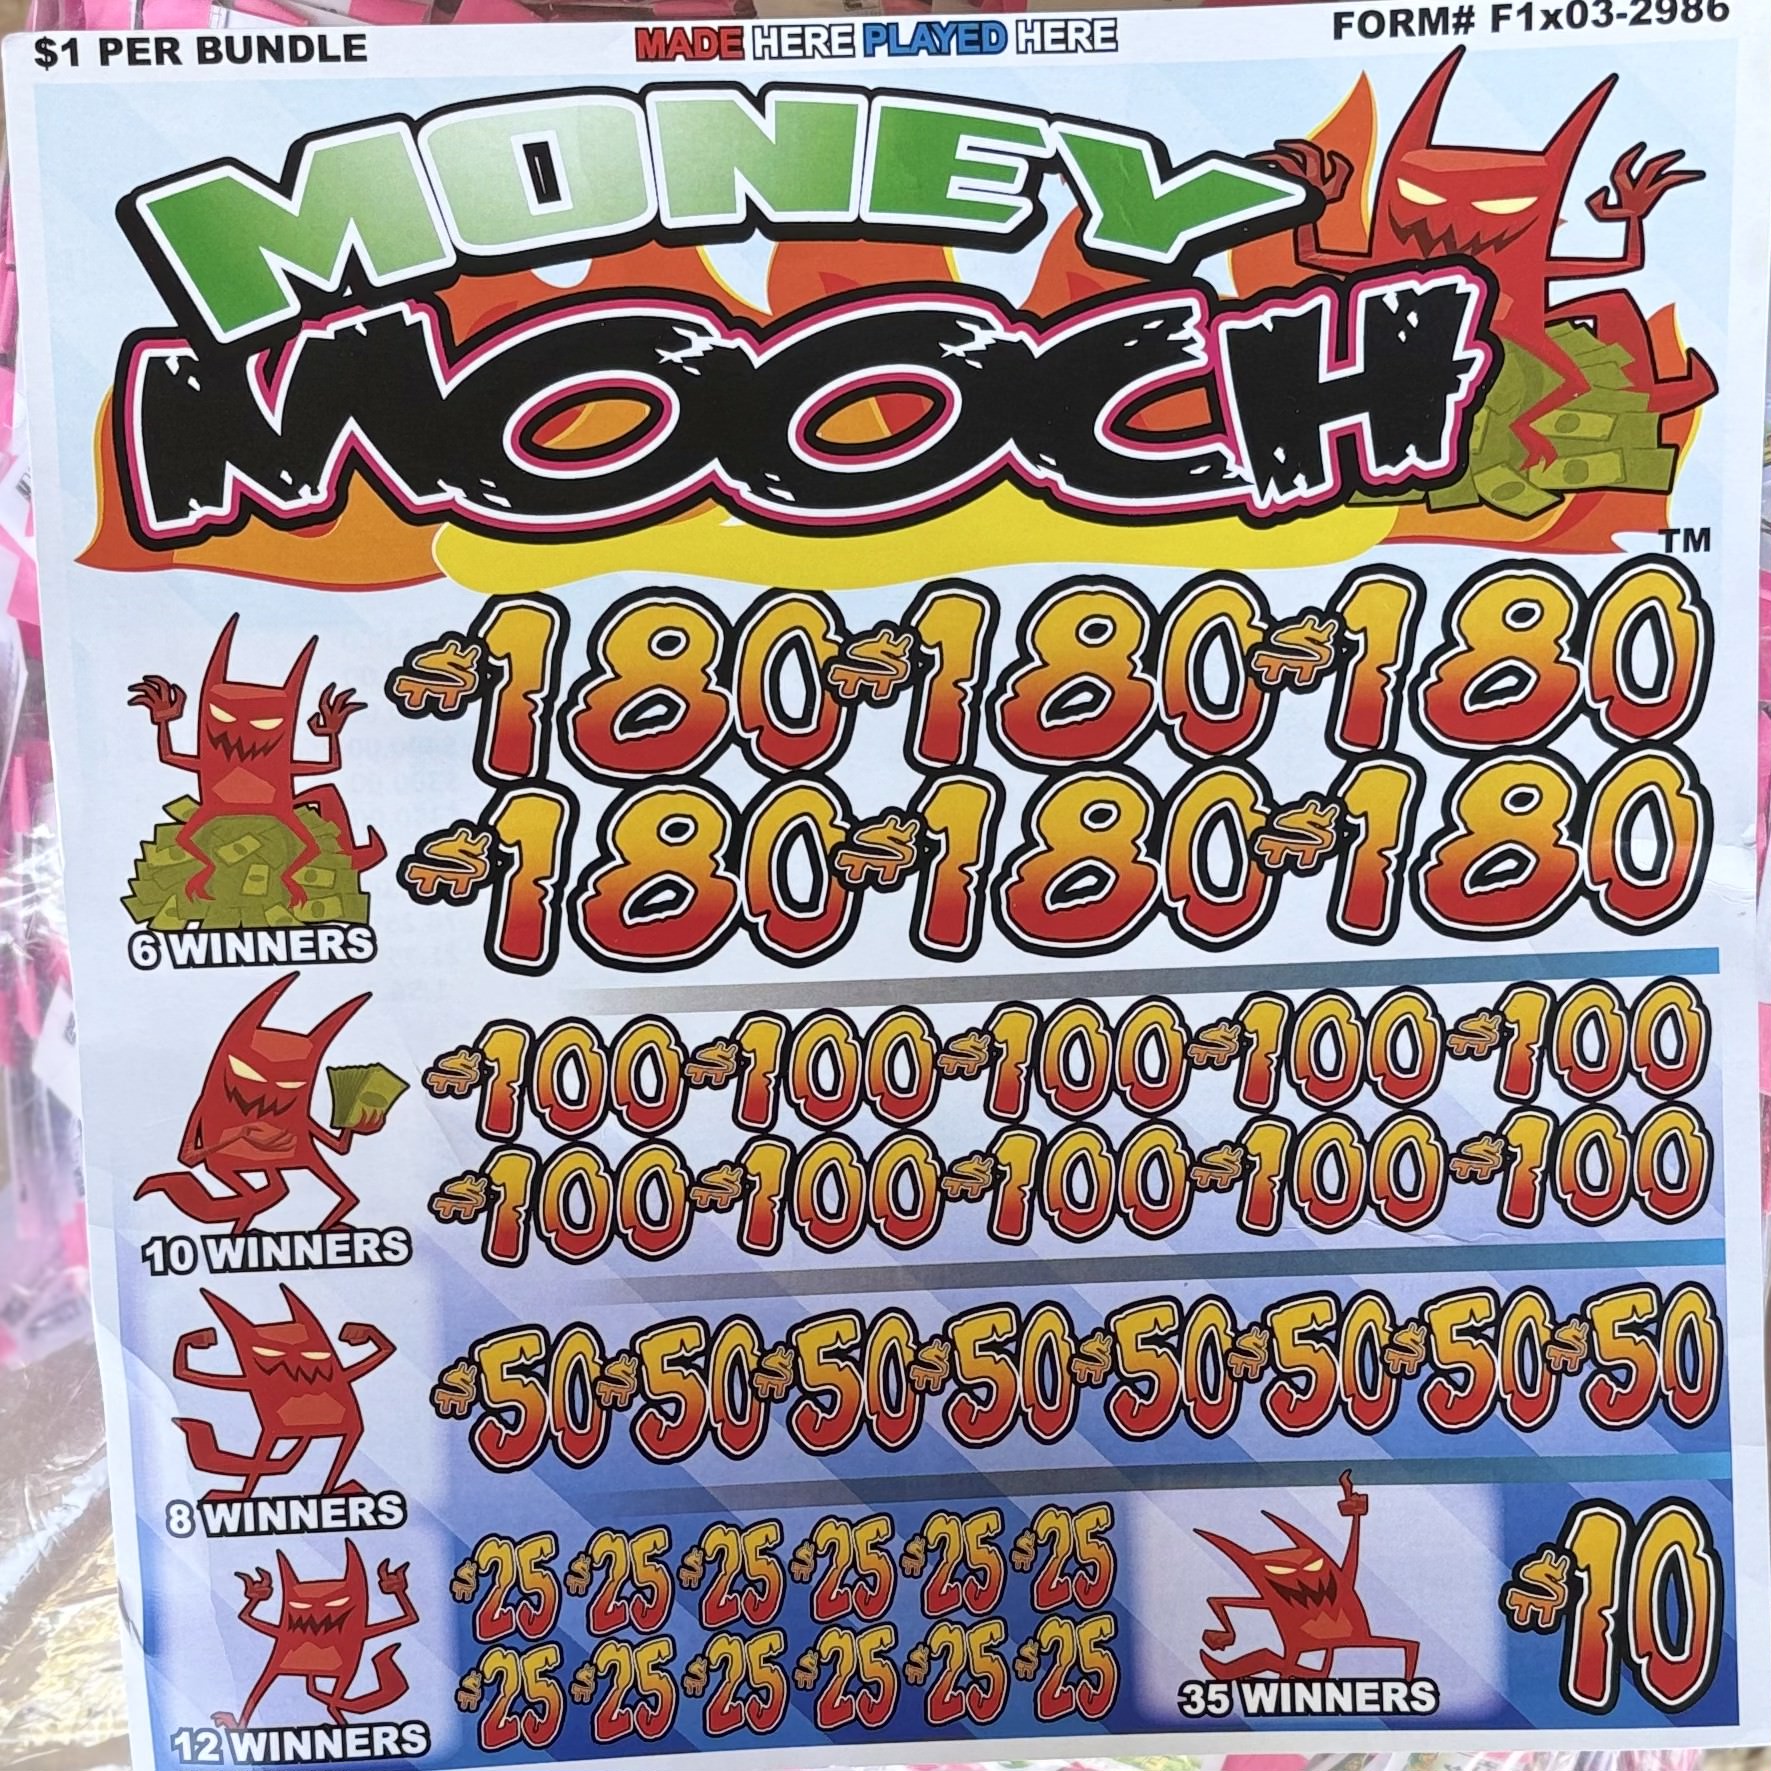 $1 PER BUNDLE MADE HERE PLAYED HERE FORM# F1x03-2986
MONEY
MOOCH
TM
$180 $180 $180
$180 $180 $180
6 WINNERS
$100 $100 $100 $100 $100
$100 $100 $100 $100 $100
10 WINNERS
$50 $50 $50 $50 $50 $50 $50 $50
8 WINNERS
$25 $25 $25 $25 $25 $25
$25 $25 $25 $25 $25 $25
12 WINNERS
$10
35 WINNERS